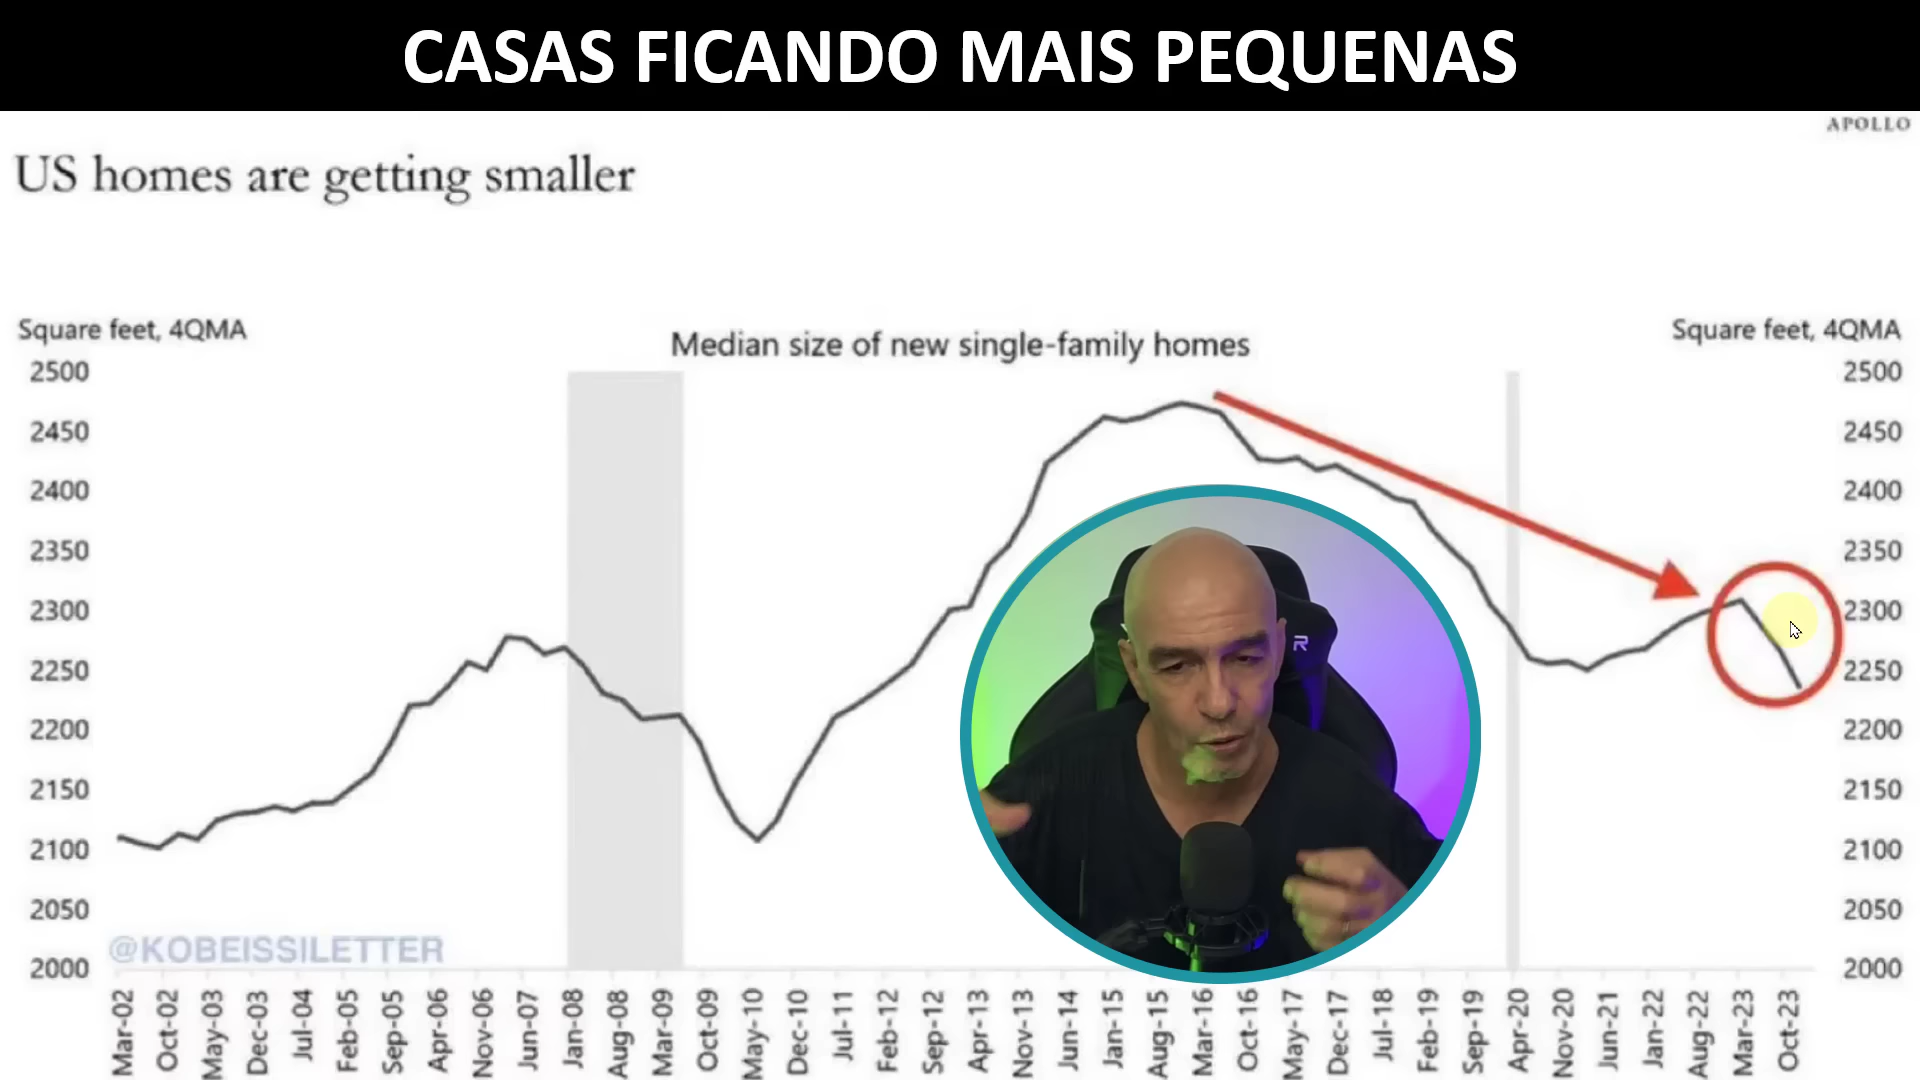 CASAS FICANDO MAIS PEQUENAS
APOLLO
US homes are getting smaller
Square feet, 4QMA
Median size of new single-family homes
Square feet, 4QMA
2500
2450
2400
2350
2300
2250
2200
2150
2100
2050
2000
2500
2450
2400
2350
2300
2250
2200
2150
2100
2050
2000
R
@KOBEISSILETTER
Mar-02
Oct-02
May-03
Dec-03
Jul-04
Feb-05
Sep-05
Apr-06
Nov-06
Jun-07
Jan-08
Aug-08
Mar-09
Oct-09
May-10
Dec-10
Jul-11
Feb-12
Sep-12
Apr-13
Nov-13
Jun-14
Jan-15
Aug-15
Mar-16
Oct-16
May-17
Dec-17
Jul-18
Feb-19
Sep-19
Apr-20
Nov-20
Jun-21
Jan-22
Aug-22
Mar-23
Oct-23